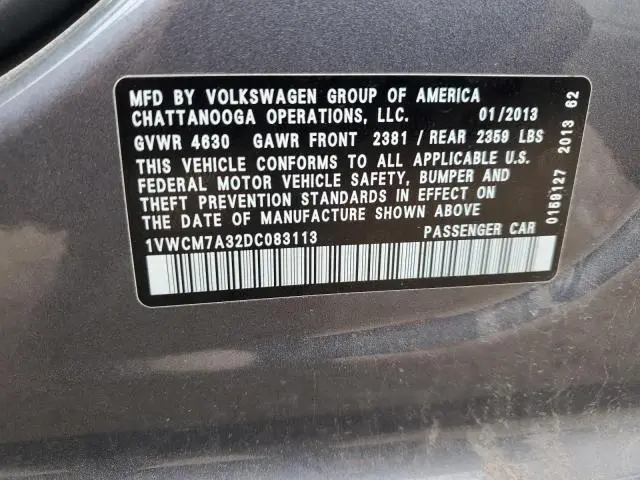 MFD BY VOLKSWAGEN GROUP OF AMERICA
CHATTANOOGA OPERATIONS, LLC. 01/2013
GVWR 4630 GAWR FRONT 2381 / REAR 2359 LBS
THIS VEHICLE CONFORMS TO ALL APPLICABLE U.S.
FEDERAL MOTOR VEHICLE SAFETY, BUMPER AND
THEFT PREVENTION STANDARDS IN EFFECT ON
THE DATE OF MANUFACTURE SHOWN ABOVE
1VWCM7A32DC083113 PASSENGER CAR
0159127 2013 62